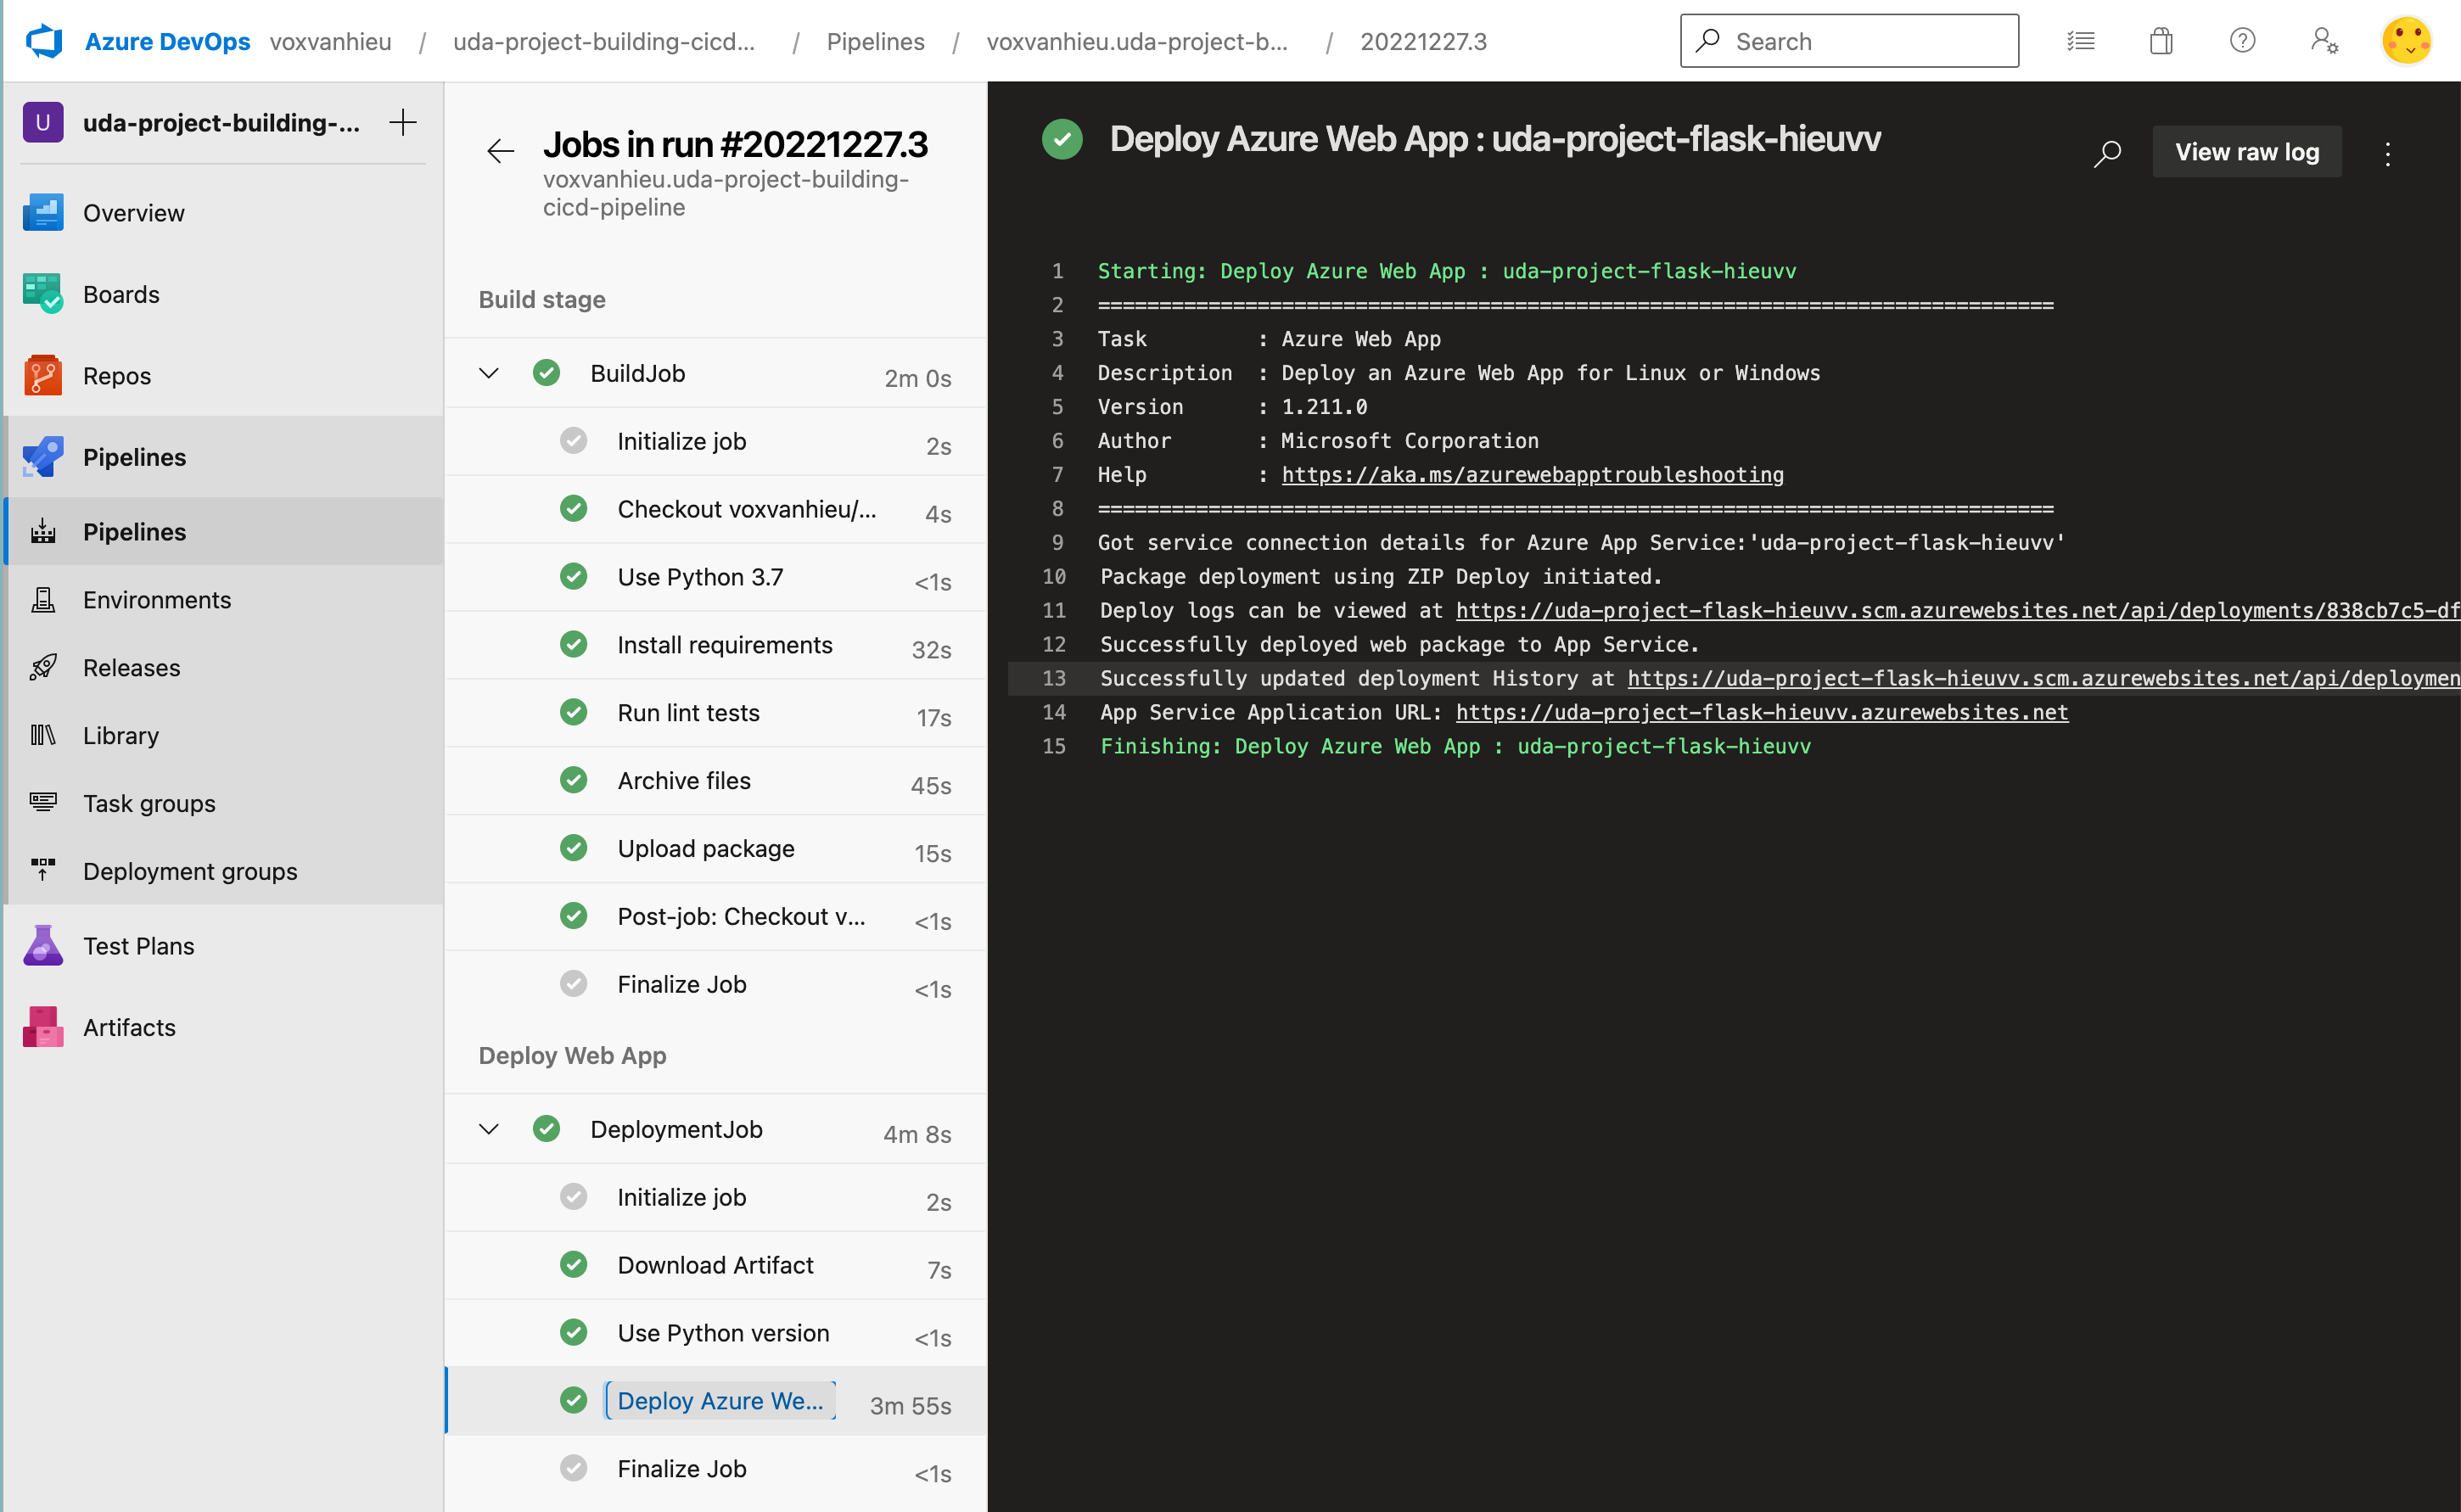 Azure DevOps voxvanhieu / uda-project-building-cicd... / Pipelines / voxvanhieu.uda-project-b... / 20221227.3
Search
U uda-project-building-...
Overview
Boards
Repos
Pipelines
Pipelines
Environments
Releases
Library
Task groups
Deployment groups
Test Plans
Artifacts
Jobs in run #20221227.3
voxvanhieu.uda-project-building-
cicd-pipeline
Build stage
BuildJob 2m 0s
Initialize job 2s
Checkout voxvanhieu/... 4s
Use Python 3.7 <1s
Install requirements 32s
Run lint tests 17s
Archive files 45s
Upload package 15s
Post-job: Checkout v... <1s
Finalize Job <1s
Deploy Web App
DeploymentJob 4m 8s
Initialize job 2s
Download Artifact 7s
Use Python version <1s
Deploy Azure We... 3m 55s
Finalize Job <1s
Deploy Azure Web App : uda-project-flask-hieuvv
View raw log
1 Starting: Deploy Azure Web App : uda-project-flask-hieuvv
2 ==============================================================================
3 Task : Azure Web App
4 Description : Deploy an Azure Web App for Linux or Windows
5 Version : 1.211.0
6 Author : Microsoft Corporation
7 Help : https://aka.ms/azurewebapptroubleshooting
8 ==============================================================================
9 Got service connection details for Azure App Service:'uda-project-flask-hieuvv'
10 Package deployment using ZIP Deploy initiated.
11 Deploy logs can be viewed at https://uda-project-flask-hieuvv.scm.azurewebsites.net/api/deployments/838cb7c5-df
12 Successfully deployed web package to App Service.
13 Successfully updated deployment History at https://uda-project-flask-hieuvv.scm.azurewebsites.net/api/deploymen
14 App Service Application URL: https://uda-project-flask-hieuvv.azurewebsites.net
15 Finishing: Deploy Azure Web App : uda-project-flask-hieuvv